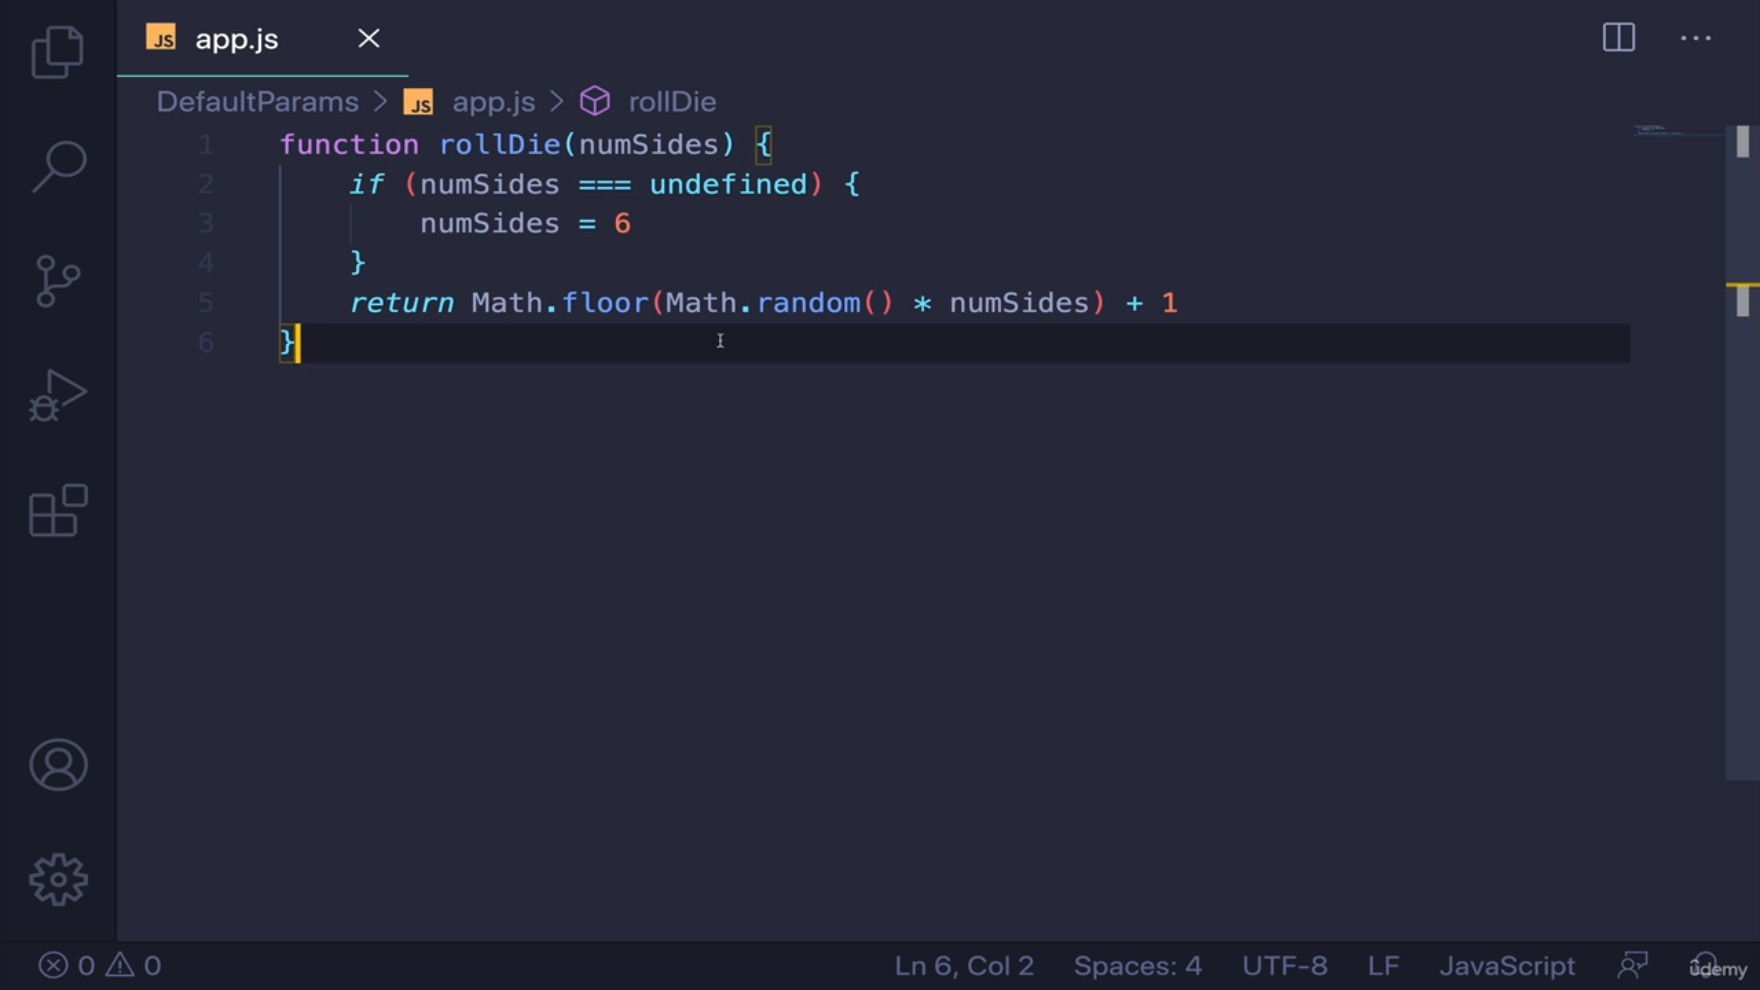 JS app.js
DefaultParams > JS app.js > rollDie
1 function rollDie(numSides) {
2     if (numSides === undefined) {
3         numSides = 6
4     }
5     return Math.floor(Math.random() * numSides) + 1
6 }
0 0 Ln 6, Col 2 Spaces: 4 UTF-8 LF JavaScript
ûdemy